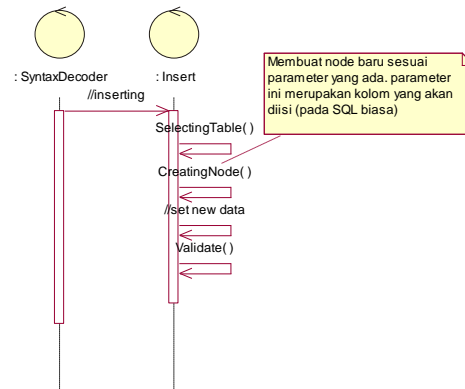 : SyntaxDecoder
: Insert
//inserting
Membuat node baru sesuai
parameter yang ada. parameter
ini merupakan kolom yang akan
diisi (pada SQL biasa)
SelectingTable( )
CreatingNode( )
//set new data
Validate( )